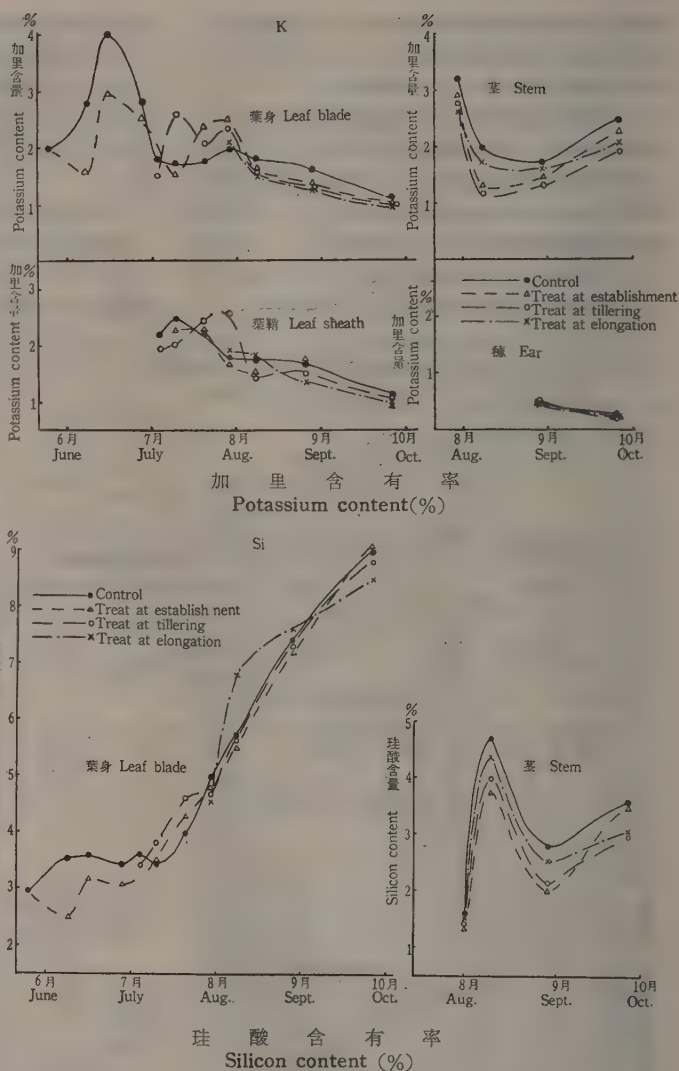 %
K
4
3
2
1
加里含量
Potassium content
葉身 Leaf blade
4
3
2
1
加里含量
Potassium content
茎 Stem
%
3
2
1
Potassium content
葉鞘 Leaf sheath
6月 7月 8月 9月 10月
June July Aug. Sept. Oct.
%
2
1
加里含量
Potassium content
Control
Treat at establishment
Treat at tillering
Treat at elongation
穂 Ear
8月 9月 10月
Aug. Sept. Oct.
加里含有率
Potassium content(%)
%
Si
9
8
7
6
5
4
3
2
Control
Treat at establish nent
Treat at tillering
Treat at elongation
葉身 Leaf blade
6月 7月 8月 9月 10月
June July Aug. Sept. Oct.
%
5
4
3
2
1
珪酸含量
Silicon content
茎 Stem
8月 9月 10月
Aug. Sept. Oct.
珪酸含有率
Silicon content (%)